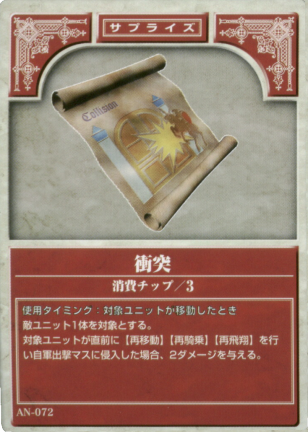 サプライズ
Collision
衝突
消費チップ／3
使用タイミング：対象ユニットが移動したとき
敵ユニット1体を対象とする。
対象ユニットが直前に【再移動】【再騎乗】【再飛翔】を行
い自軍出撃マスに侵入した場合、2ダメージを与える。
AN-072